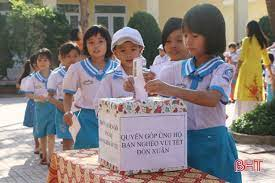 QUYÊN GÓP ỦNG HỘ
BẠN NGHÈO VUI TẾT
ĐÓN XUÂN
BHT